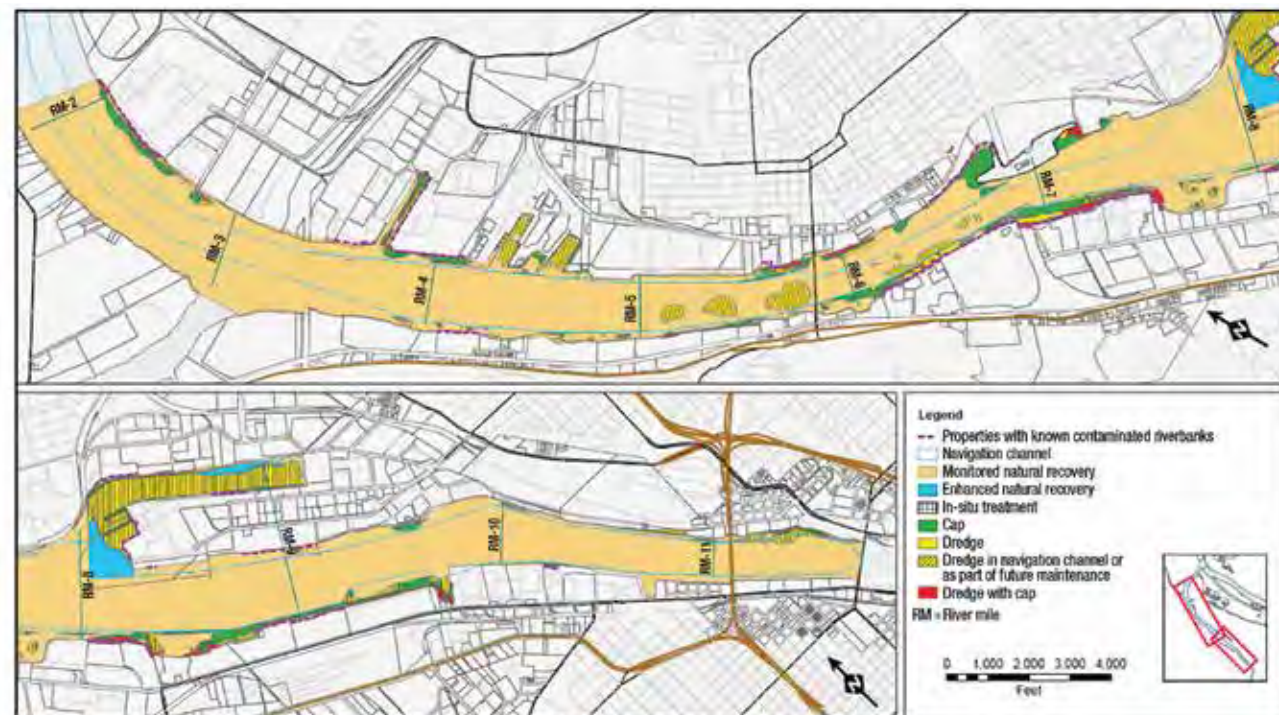 RM-2
RM-3
RM-4
RM-5
RM-6
RM-7
RM-8
RM-8
RM-9
RM-10
RM-11
N
N
Legend
Properties with known contaminated riverbanks
Navigation channel
Monitored natural recovery
Enhanced natural recovery
In-situ treatment
Cap
Dredge
Dredge in navigation channel or
as part of future maintenance
Dredge with cap
RM = River mile
0 1,000 2,000 3,000 4,000
Feet